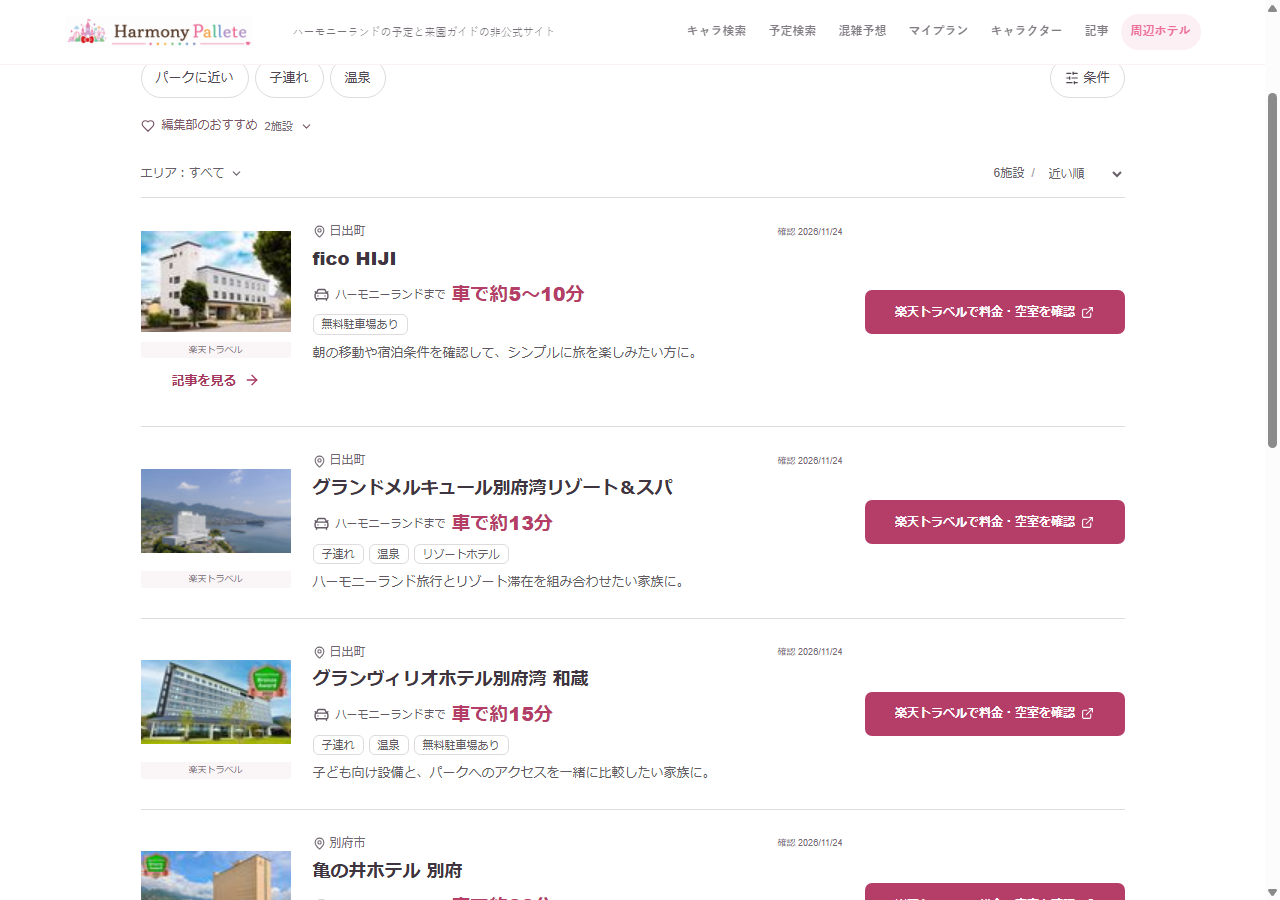 Harmony Pallete
ハーモニーランドの予定と来園ガイドの非公式サイト
キャラ検索
予定検索
混雑予想
マイプラン
キャラクター
記事
周辺ホテル
パークに近い
子連れ
温泉
条件
編集部のおすすめ 2施設
エリア：すべて
6施設 / 近い順
日出町
確認 2026/11/24
fico HIJI
ハーモニーランドまで 車で約5〜10分
楽天トラベルで料金・空室を確認
無料駐車場あり
楽天トラベル
朝の移動や宿泊条件を確認して、シンプルに旅を楽しみたい方に。
記事を見る
日出町
確認 2026/11/24
グランドメルキュール別府湾リゾート＆スパ
ハーモニーランドまで 車で約13分
楽天トラベルで料金・空室を確認
子連れ
温泉
リゾートホテル
楽天トラベル
ハーモニーランド旅行とリゾート滞在を組み合わせたい家族に。
日出町
確認 2026/11/24
グランヴィリオホテル別府湾 和蔵
ハーモニーランドまで 車で約15分
楽天トラベルで料金・空室を確認
子連れ
温泉
無料駐車場あり
楽天トラベル
子ども向け設備と、パークへのアクセスを一緒に比較したい家族に。
別府市
確認 2026/11/24
亀の井ホテル 別府